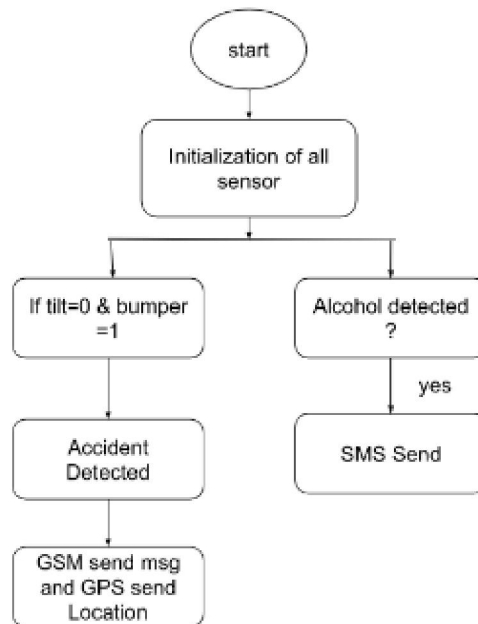 start
Initialization of all
sensor
If tilt=0 & bumper
=1
Alcohol detected
?
yes
Accident
Detected
SMS Send
GSM send msg
and GPS send
Location